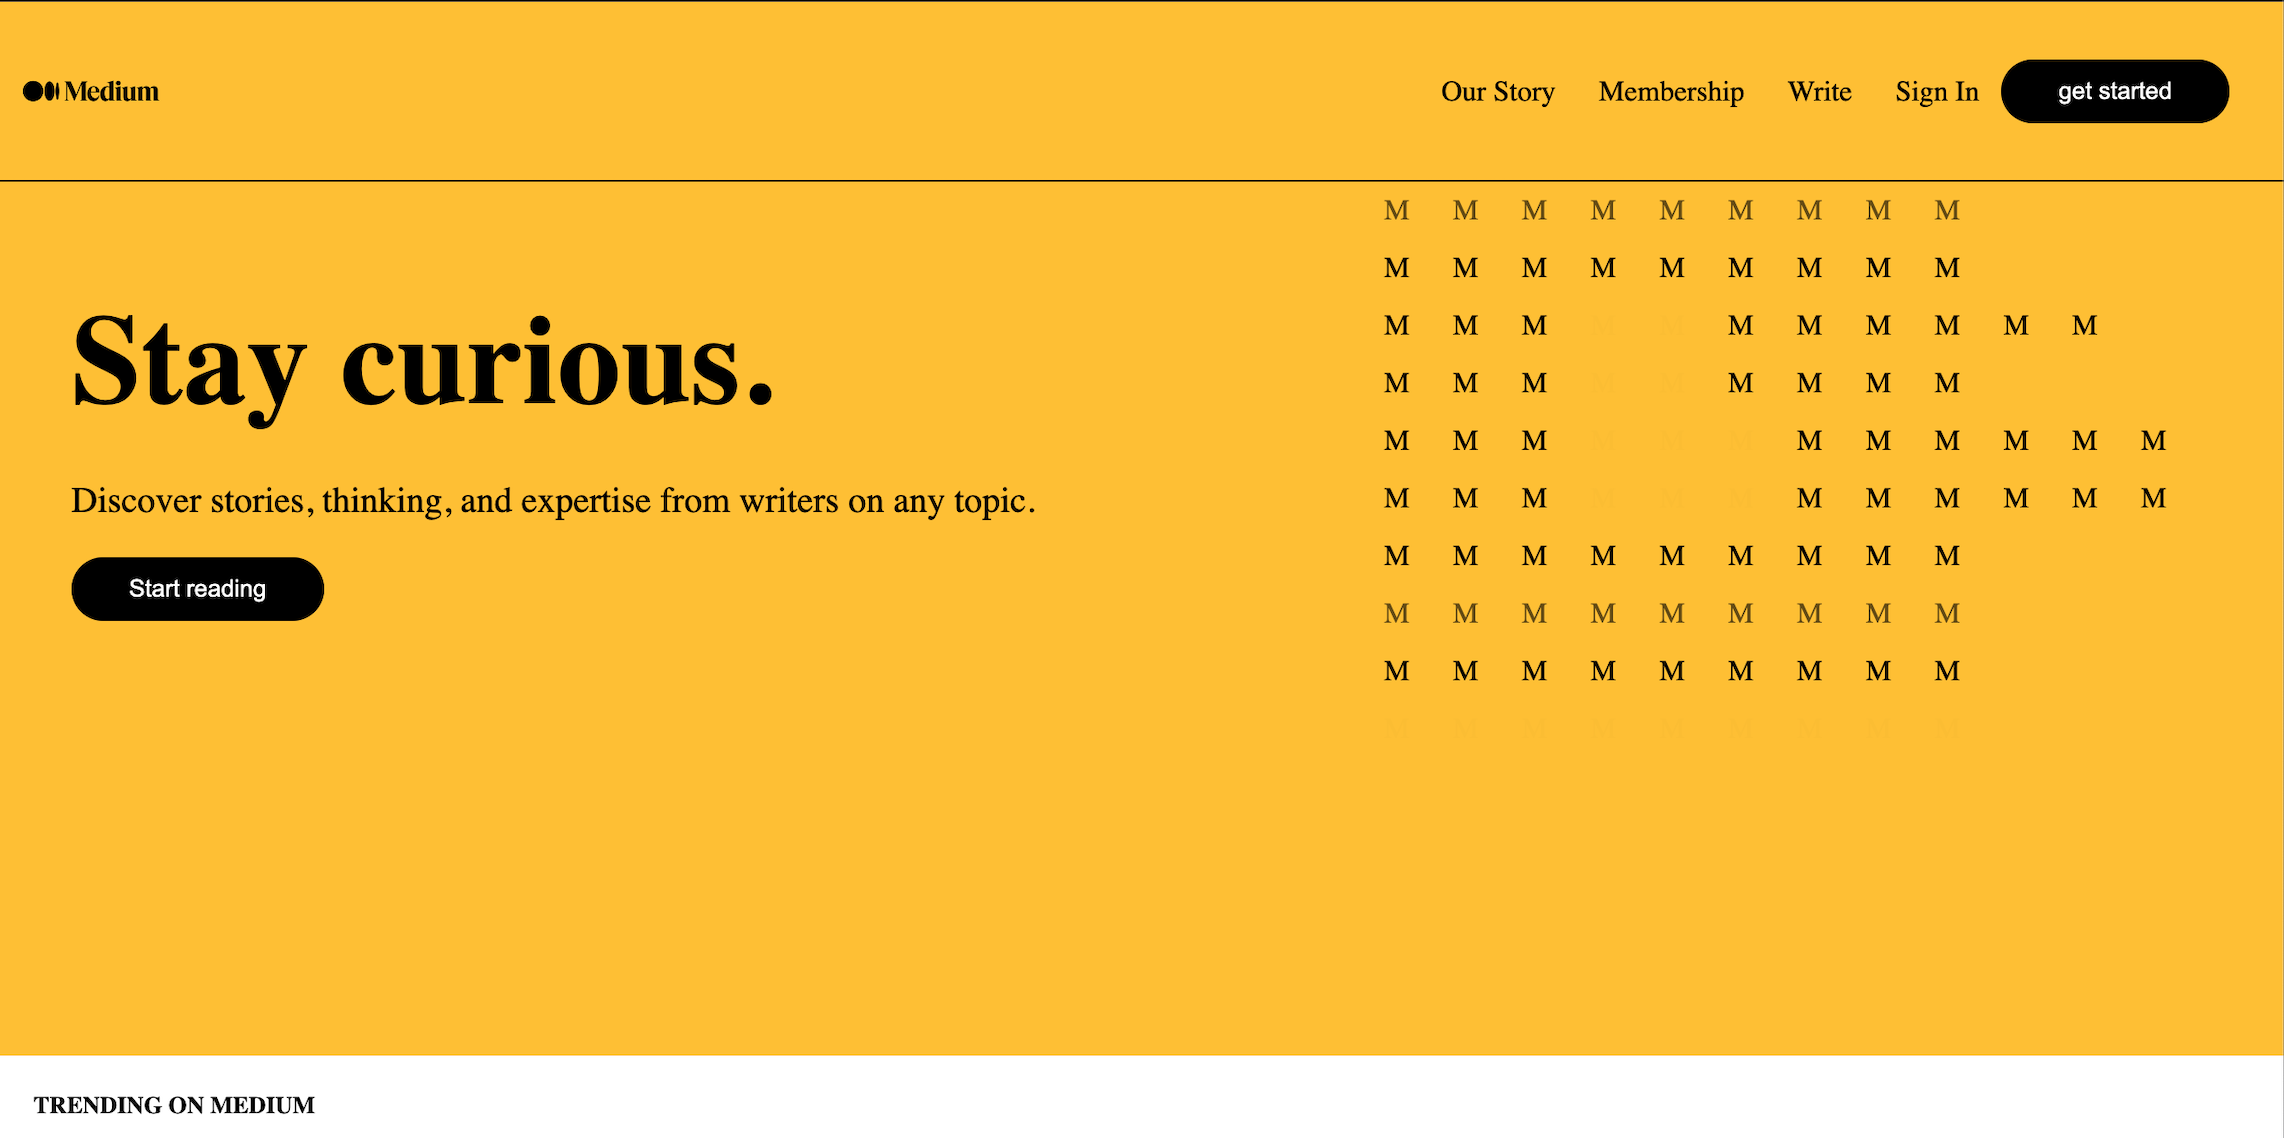 Medium
Our Story Membership Write Sign In get started
M M M M M M M M M
M M M M M M M M M
M M M M M M M M M M M
Stay curious.
M M M M M M M M M
M M M M M M M M M M M M
M M M M M M M M M M M M
Discover stories, thinking, and expertise from writers on any topic.
M M M M M M M M M
Start reading
M M M M M M M M M
M M M M M M M M M
M M M M M M M M M
TRENDING ON MEDIUM